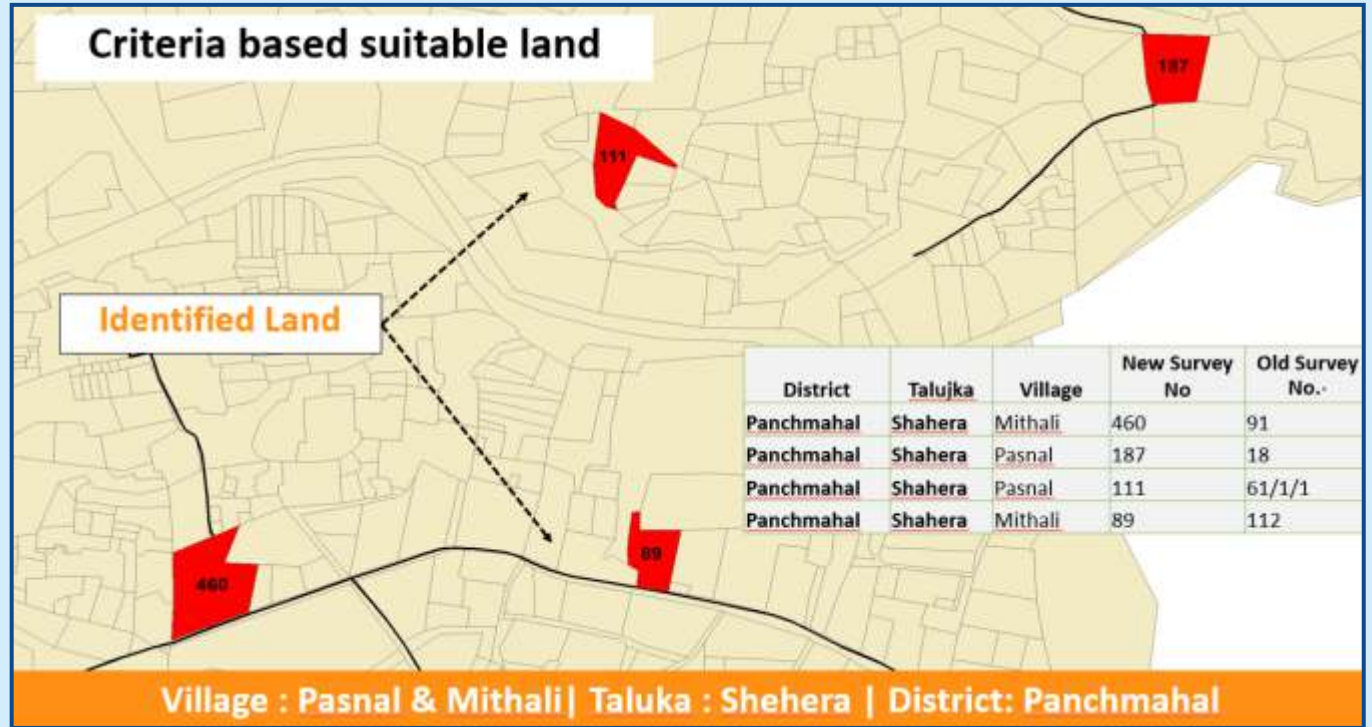 Criteria based suitable land
187
111
Identified Land
District Talujka Village New Survey No Old Survey No.-
Panchmahal Shahera Mithali 460 91
Panchmahal Shahera Pasnal 187 18
Panchmahal Shahera Pasnal 111 61/1/1
Panchmahal Shahera Mithali 89 112
89
460
Village : Pasnal & Mithali| Taluka : Shehera | District: Panchmahal